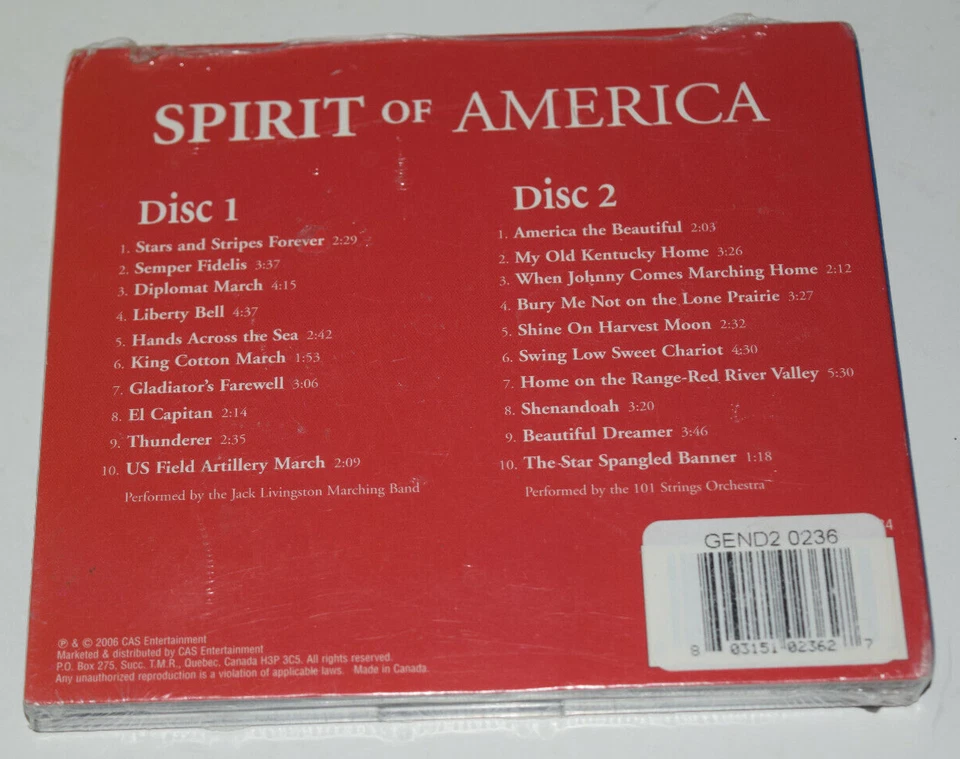 SPIRIT OF AMERICA
Disc 1
1. Stars and Stripes Forever 2:29
2. Semper Fidelis 3:37
3. Diplomat March 4:15
4. Liberty Bell 4:37
5. Hands Across the Sea 2:42
6. King Cotton March 1:53
7. Gladiator's Farewell 3:06
8. El Capitan 2:14
9. Thunderer 2:35
10. US Field Artillery March 2:09
Performed by the Jack Livingston Marching Band
Disc 2
1. America the Beautiful 2:03
2. My Old Kentucky Home 3:26
3. When Johnny Comes Marching Home 2:12
4. Bury Me Not on the Lone Prairie 3:27
5. Shine On Harvest Moon 2:32
6. Swing Low Sweet Chariot 4:30
7. Home on the Range-Red River Valley 5:30
8. Shenandoah 3:20
9. Beautiful Dreamer 3:46
10. The Star Spangled Banner 1:18
Performed by the 101 Strings Orchestra
GEND2 0236
8 03151 02362 7
℗ & © 2006 CAS Entertainment
Marketed & distributed by CAS Entertainment
P.O. Box 275, Succ. T.M.R., Quebec, Canada H3P 3C5. All rights reserved.
Any unauthorized reproduction is a violation of applicable laws. Made in Canada.